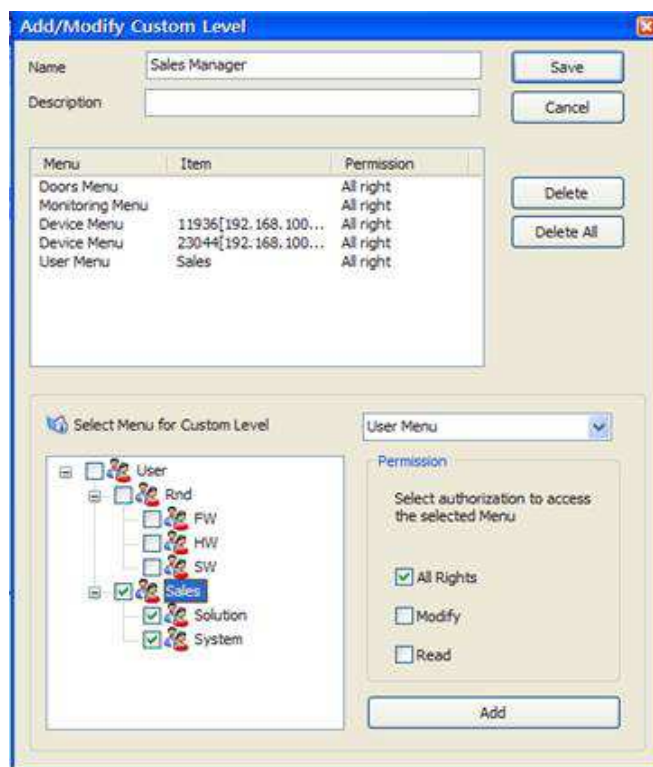 Add/Modify Custom Level
Name Sales Manager Save
Description Cancel
Menu Item Permission
Doors Menu All right
Monitoring Menu All right
Device Menu 11936[192.168.100... All right
Device Menu 23044[192.168.100... All right
User Menu Sales All right
Delete
Delete All
Select Menu for Custom Level User Menu
User
Rnd
FW
HW
SW
Sales
Solution
System
Permission
Select authorization to access
the selected Menu
All Rights
Modify
Read
Add